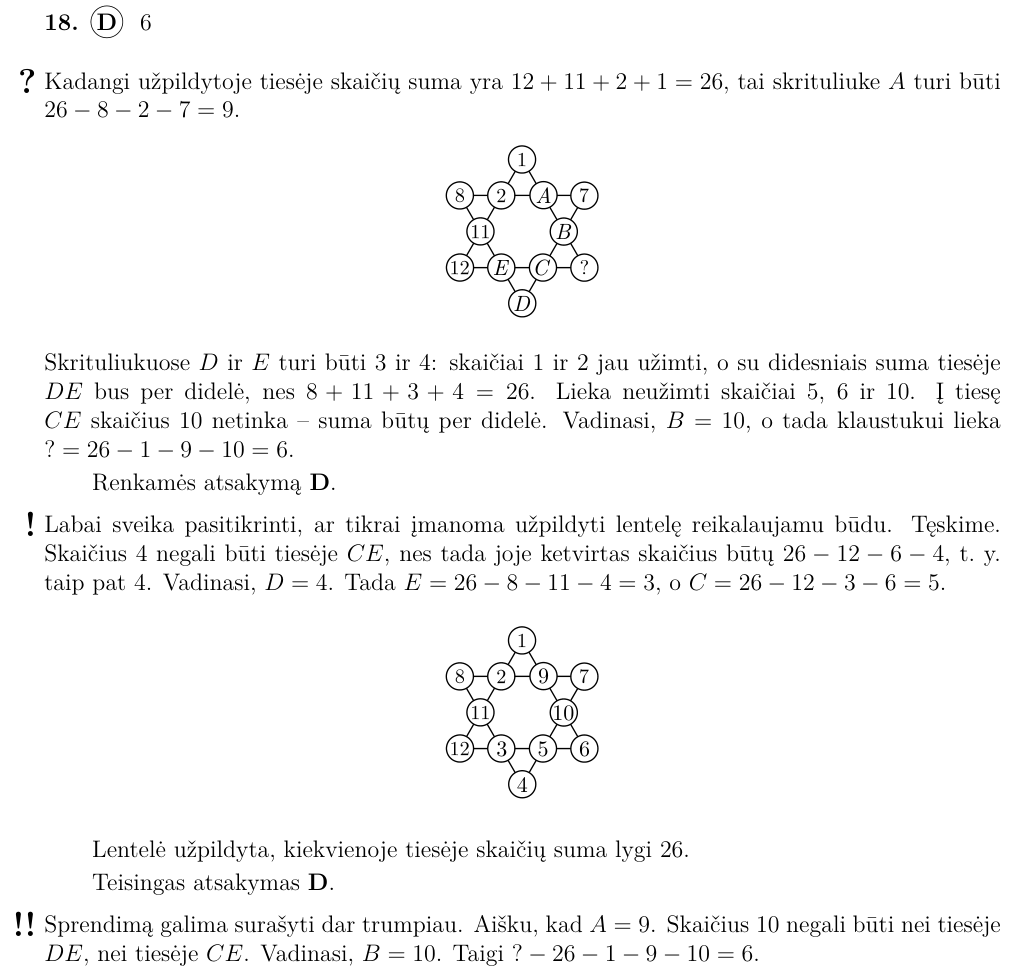 18. D 6
? Kadangi užpildytoje tiesėje skaičių suma yra 12 + 11 + 2 + 1 = 26, tai skrituliuke A turi būti
26 − 8 − 2 − 7 = 9.
1
8 2 A 7
11 B
12 E C ?
D
Skrituliukuose D ir E turi būti 3 ir 4: skaičiai 1 ir 2 jau užimti, o su didesniais suma tiesėje
DE bus per didelė, nes 8 + 11 + 3 + 4 = 26. Lieka neužimti skaičiai 5, 6 ir 10. Į tiesę
CE skaičius 10 netinka – suma būtų per didelė. Vadinasi, B = 10, o tada klaustukui lieka
? = 26 − 1 − 9 − 10 = 6.
Renkamės atsakymą D.
! Labai sveika pasitikrinti, ar tikrai įmanoma užpildyti lentelę reikalaujamu būdu. Tęskime.
Skaičius 4 negali būti tiesėje CE, nes tada joje ketvirtas skaičius būtų 26 − 12 − 6 − 4, t. y.
taip pat 4. Vadinasi, D = 4. Tada E = 26 − 8 − 11 − 4 = 3, o C = 26 − 12 − 3 − 6 = 5.
1
8 2 9 7
11 10
12 3 5 6
4
Lentelė užpildyta, kiekvienoje tiesėje skaičių suma lygi 26.
Teisingas atsakymas D.
!! Sprendimą galima surašyti dar trumpiau. Aišku, kad A = 9. Skaičius 10 negali būti nei tiesėje
DE, nei tiesėje CE. Vadinasi, B = 10. Taigi ? − 26 − 1 − 9 − 10 = 6.